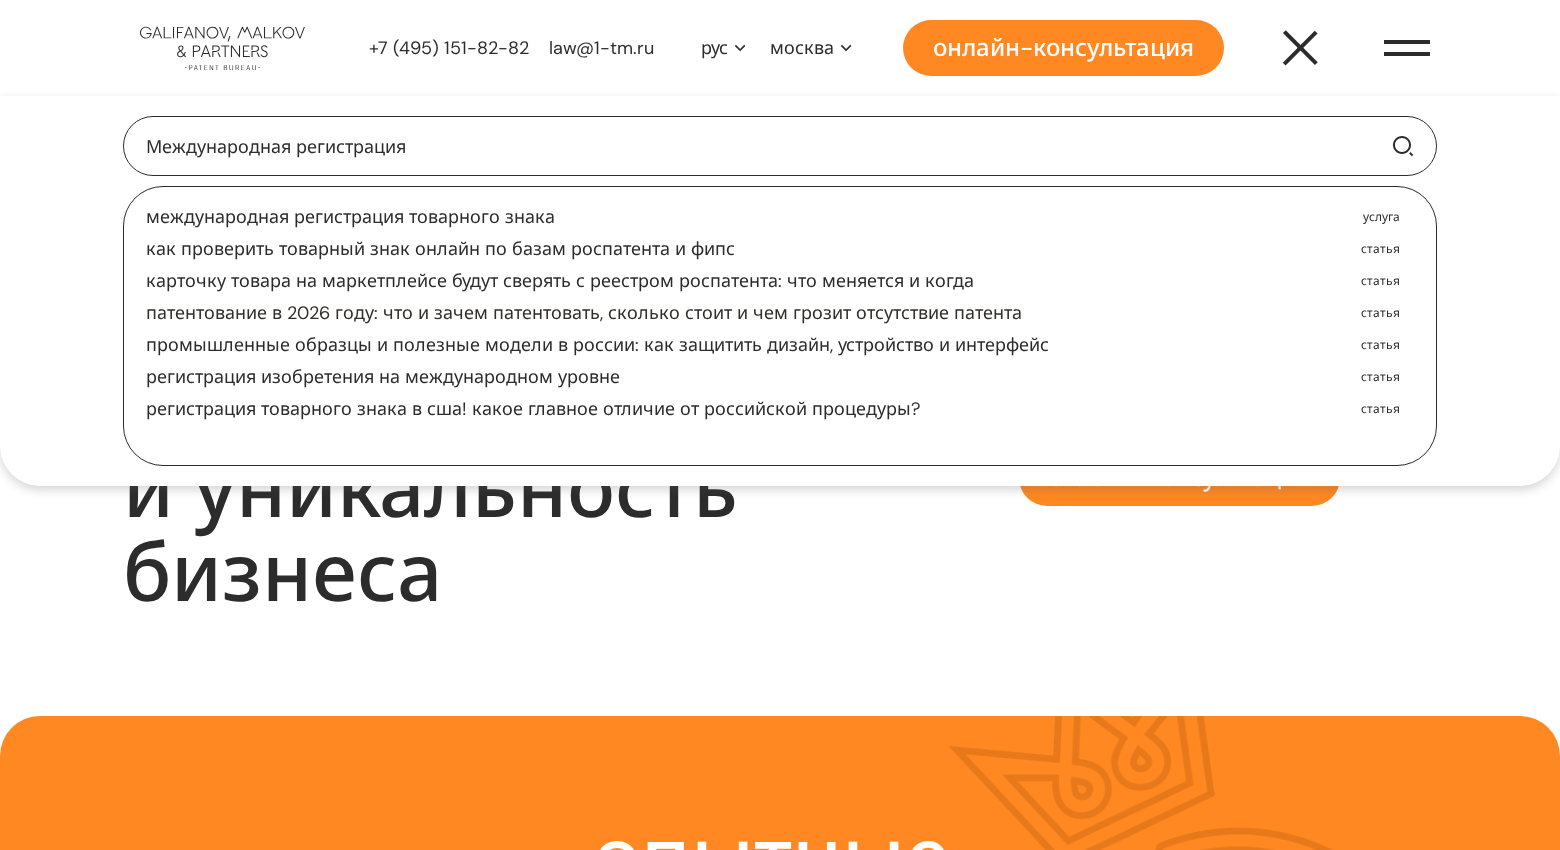 GALIFANOV, MALKOV
& PARTNERS
-PATENT BUREAU-
+7 (495) 151-82-82
law@1-tm.ru
рус
москва
онлайн-консультация
Международная регистрация
международная регистрация товарного знака услуга
как проверить товарный знак онлайн по базам роспатента и фипс статья
карточку товара на маркетплейсе будут сверять с реестром роспатента: что меняется и когда статья
патентование в 2026 году: что и зачем патентовать, сколько стоит и чем грозит отсутствие патента статья
промышленные образцы и полезные модели в россии: как защитить дизайн, устройство и интерфейс статья
регистрация изобретения на международном уровне статья
регистрация товарного знака в сша! какое главное отличие от российской процедуры? статья
и уникальность
бизнеса
опытные